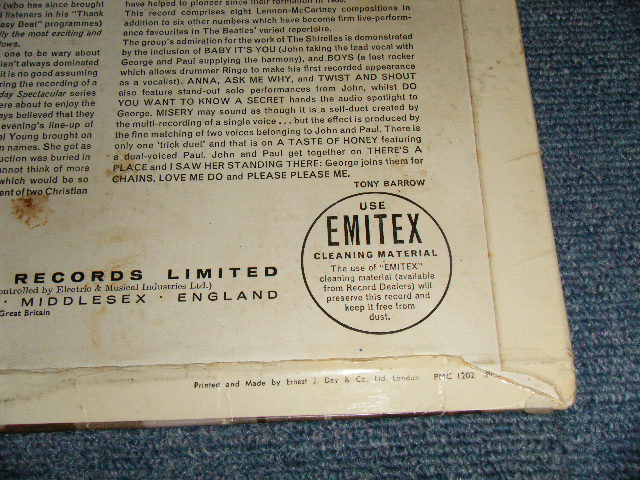 (who has since brought
d listeners in his "Thank
asy Beat" programmes)
lly the most exciting and
lows.
one to be wary about
isn't always dominated
it is no good assuming
ring the recording of a
day Spectacular series
ere about to enjoy the
ays believed that they
evening's line-up of
el Young brought on
n names. She got as
uction was buried in
annot think of more
which would be so
ent of two Christian
have helped to pioneer since their formation in 1960.
This record comprises eight Lennon-McCartney compositions in
addition to six other numbers which have become firm live-perform-
ance favourites in The Beatles' varied repertoire.
The group's admiration for the work of The Shirelles is demonstrated
by the inclusion of BABY IT'S YOU (John taking the lead vocal with
George and Paul supplying the harmony), and BOYS (a fast rocker
which allows drummer Ringo to make his first recorded appearance
as a vocalist). ANNA, ASK ME WHY, and TWIST AND SHOUT
also feature stand-out solo performances from John, whilst DO
YOU WANT TO KNOW A SECRET hands the audio spotlight to
George. MISERY may sound as though it is a self-duet created by
the multi-recording of a single voice . . . but the effect is produced by
the fine matching of two voices belonging to John and Paul. There is
only one 'trick duet' and that is on A TASTE OF HONEY featuring
a dual-voiced Paul. John and Paul get together on THERE'S A
PLACE and I SAW HER STANDING THERE: George joins them for
CHAINS, LOVE ME DO and PLEASE PLEASE ME.
TONY BARROW
USE
EMITEX
CLEANING MATERIAL
The use of "EMITEX"
cleaning material (available
from Record Dealers) will
preserve this record and
keep it free from
dust.
RECORDS LIMITED
ontrolled by Electric & Musical Industries Ltd.)
· MIDDLESEX · ENGLAND
Great Britain
Printed and Made by Ernest J. Day & Co. Ltd. London PMC 1202